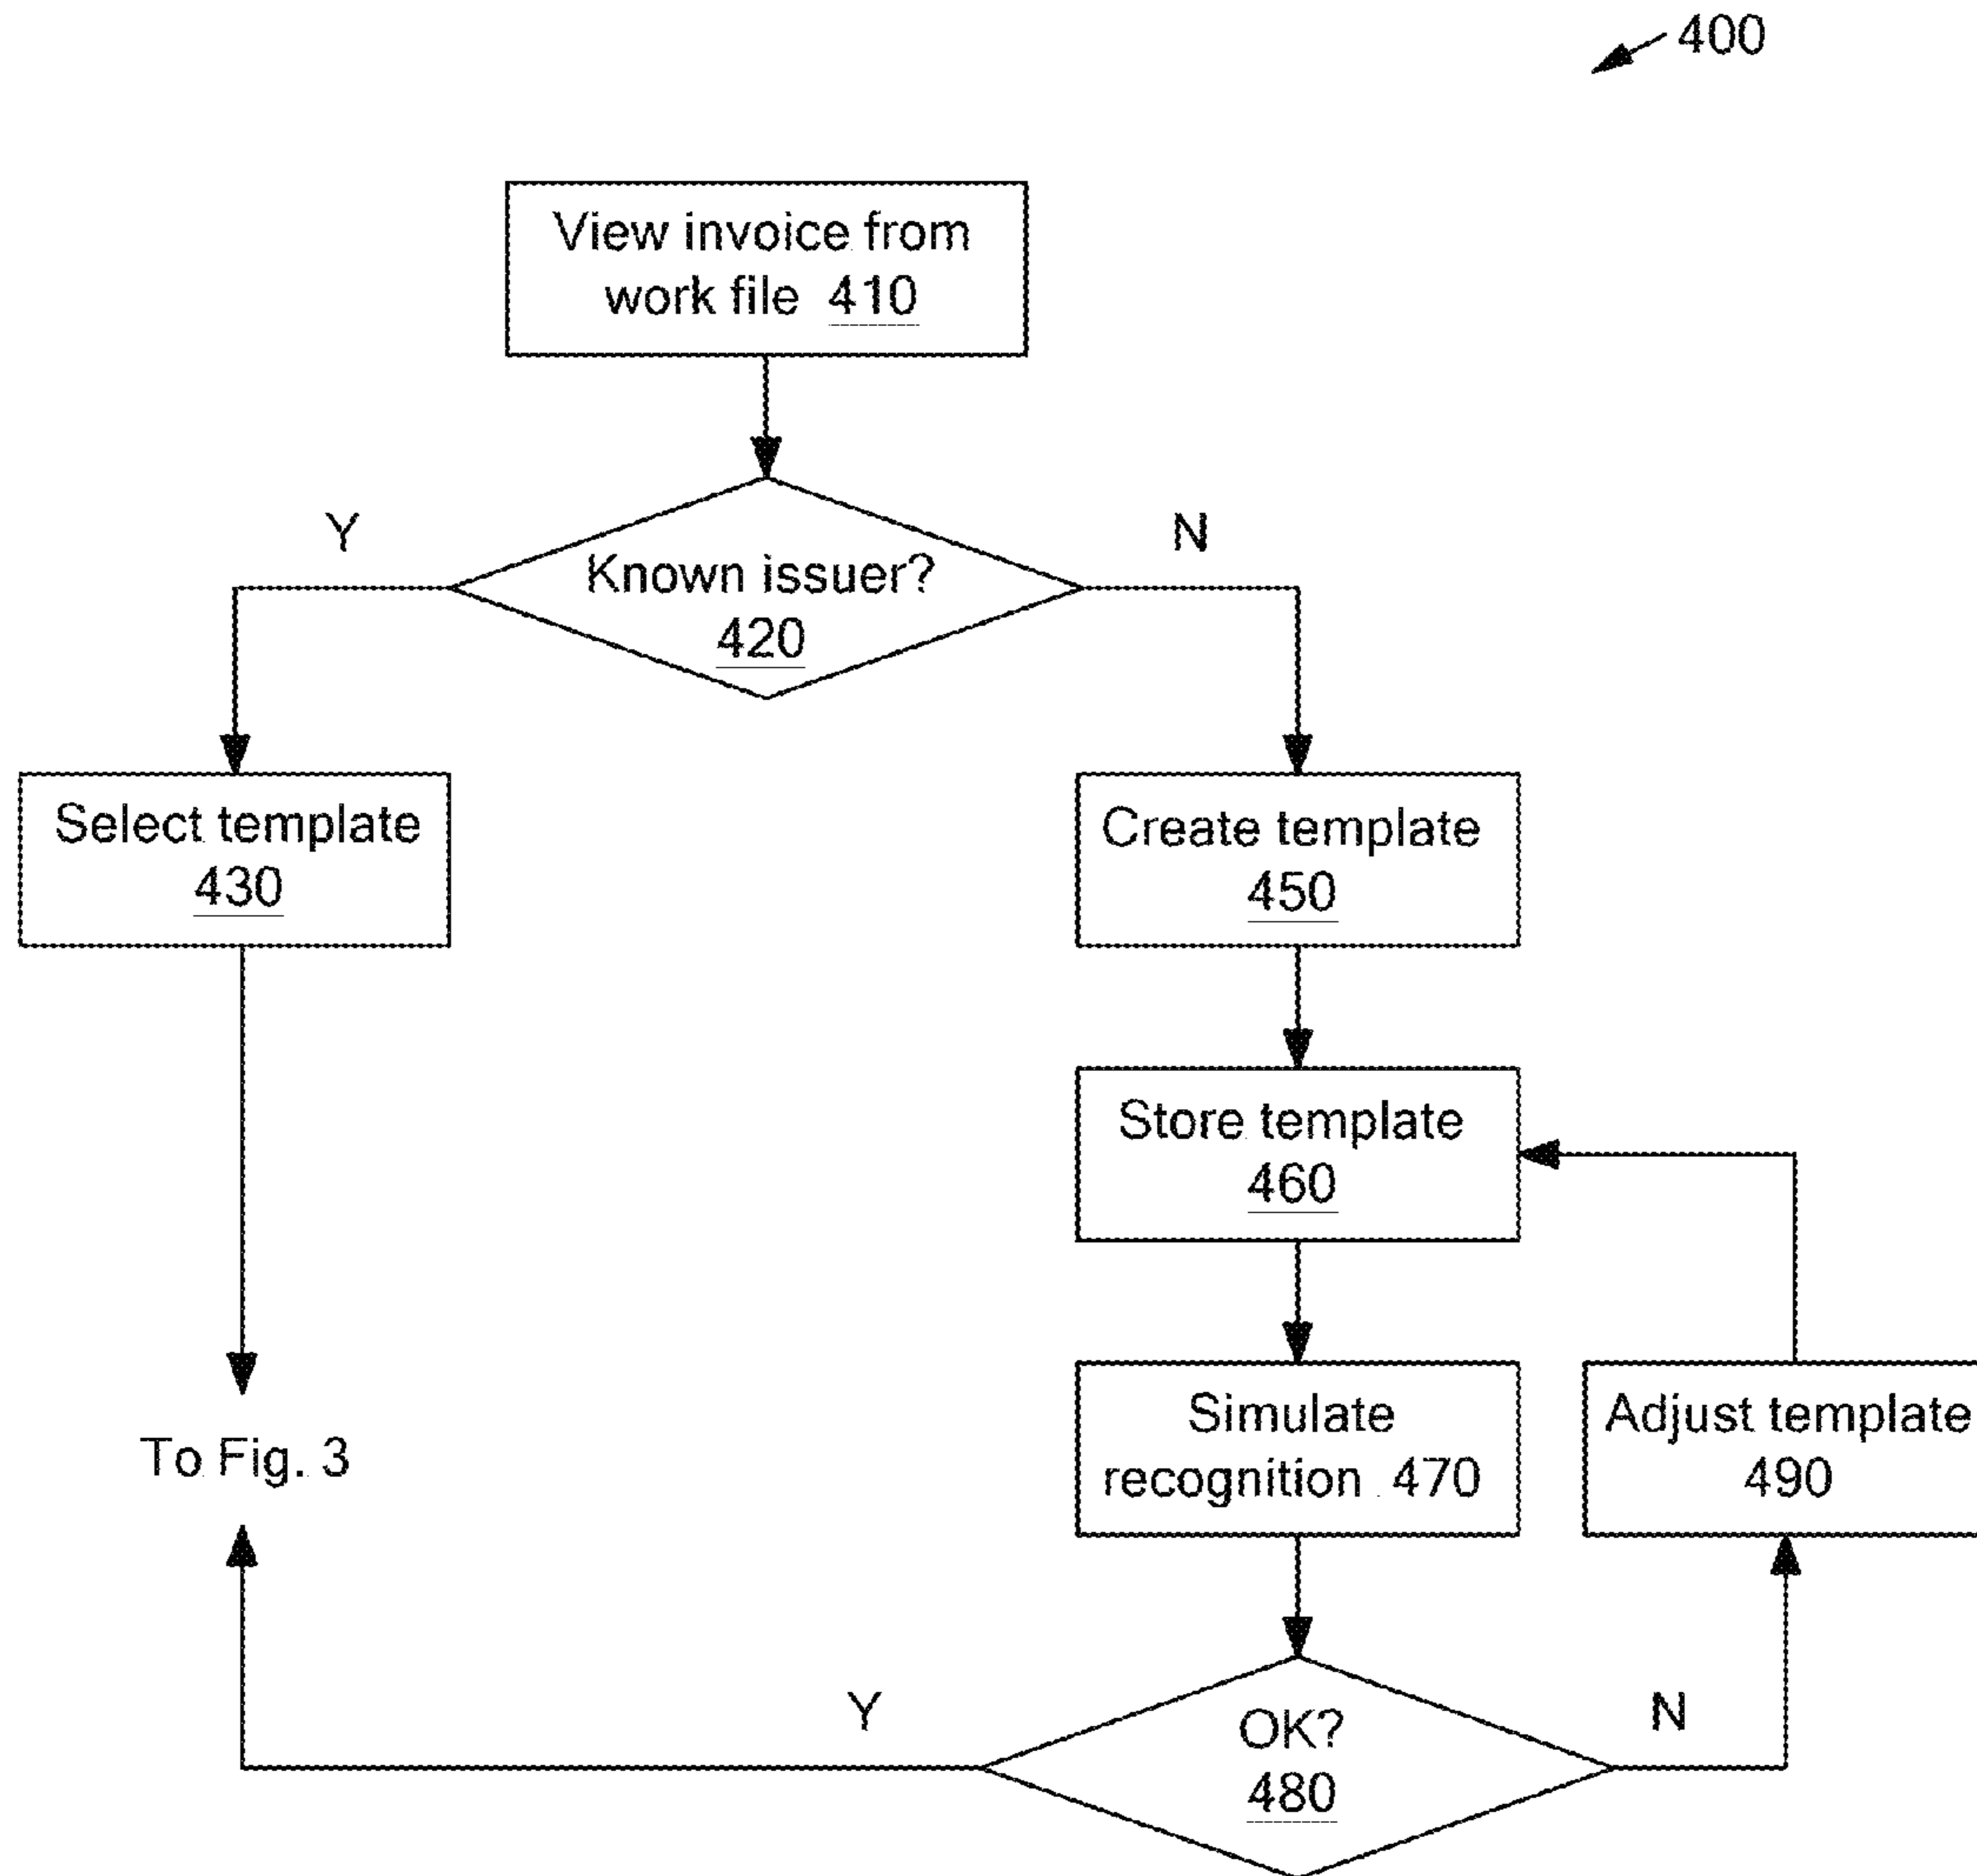 400
View invoice from
work file 410
Y
N
Known issuer?
420
Select template
430
Create template
450
Store template
460
To Fig. 3
Simulate
recognition 470
Adjust template
490
Y
N
OK?
480